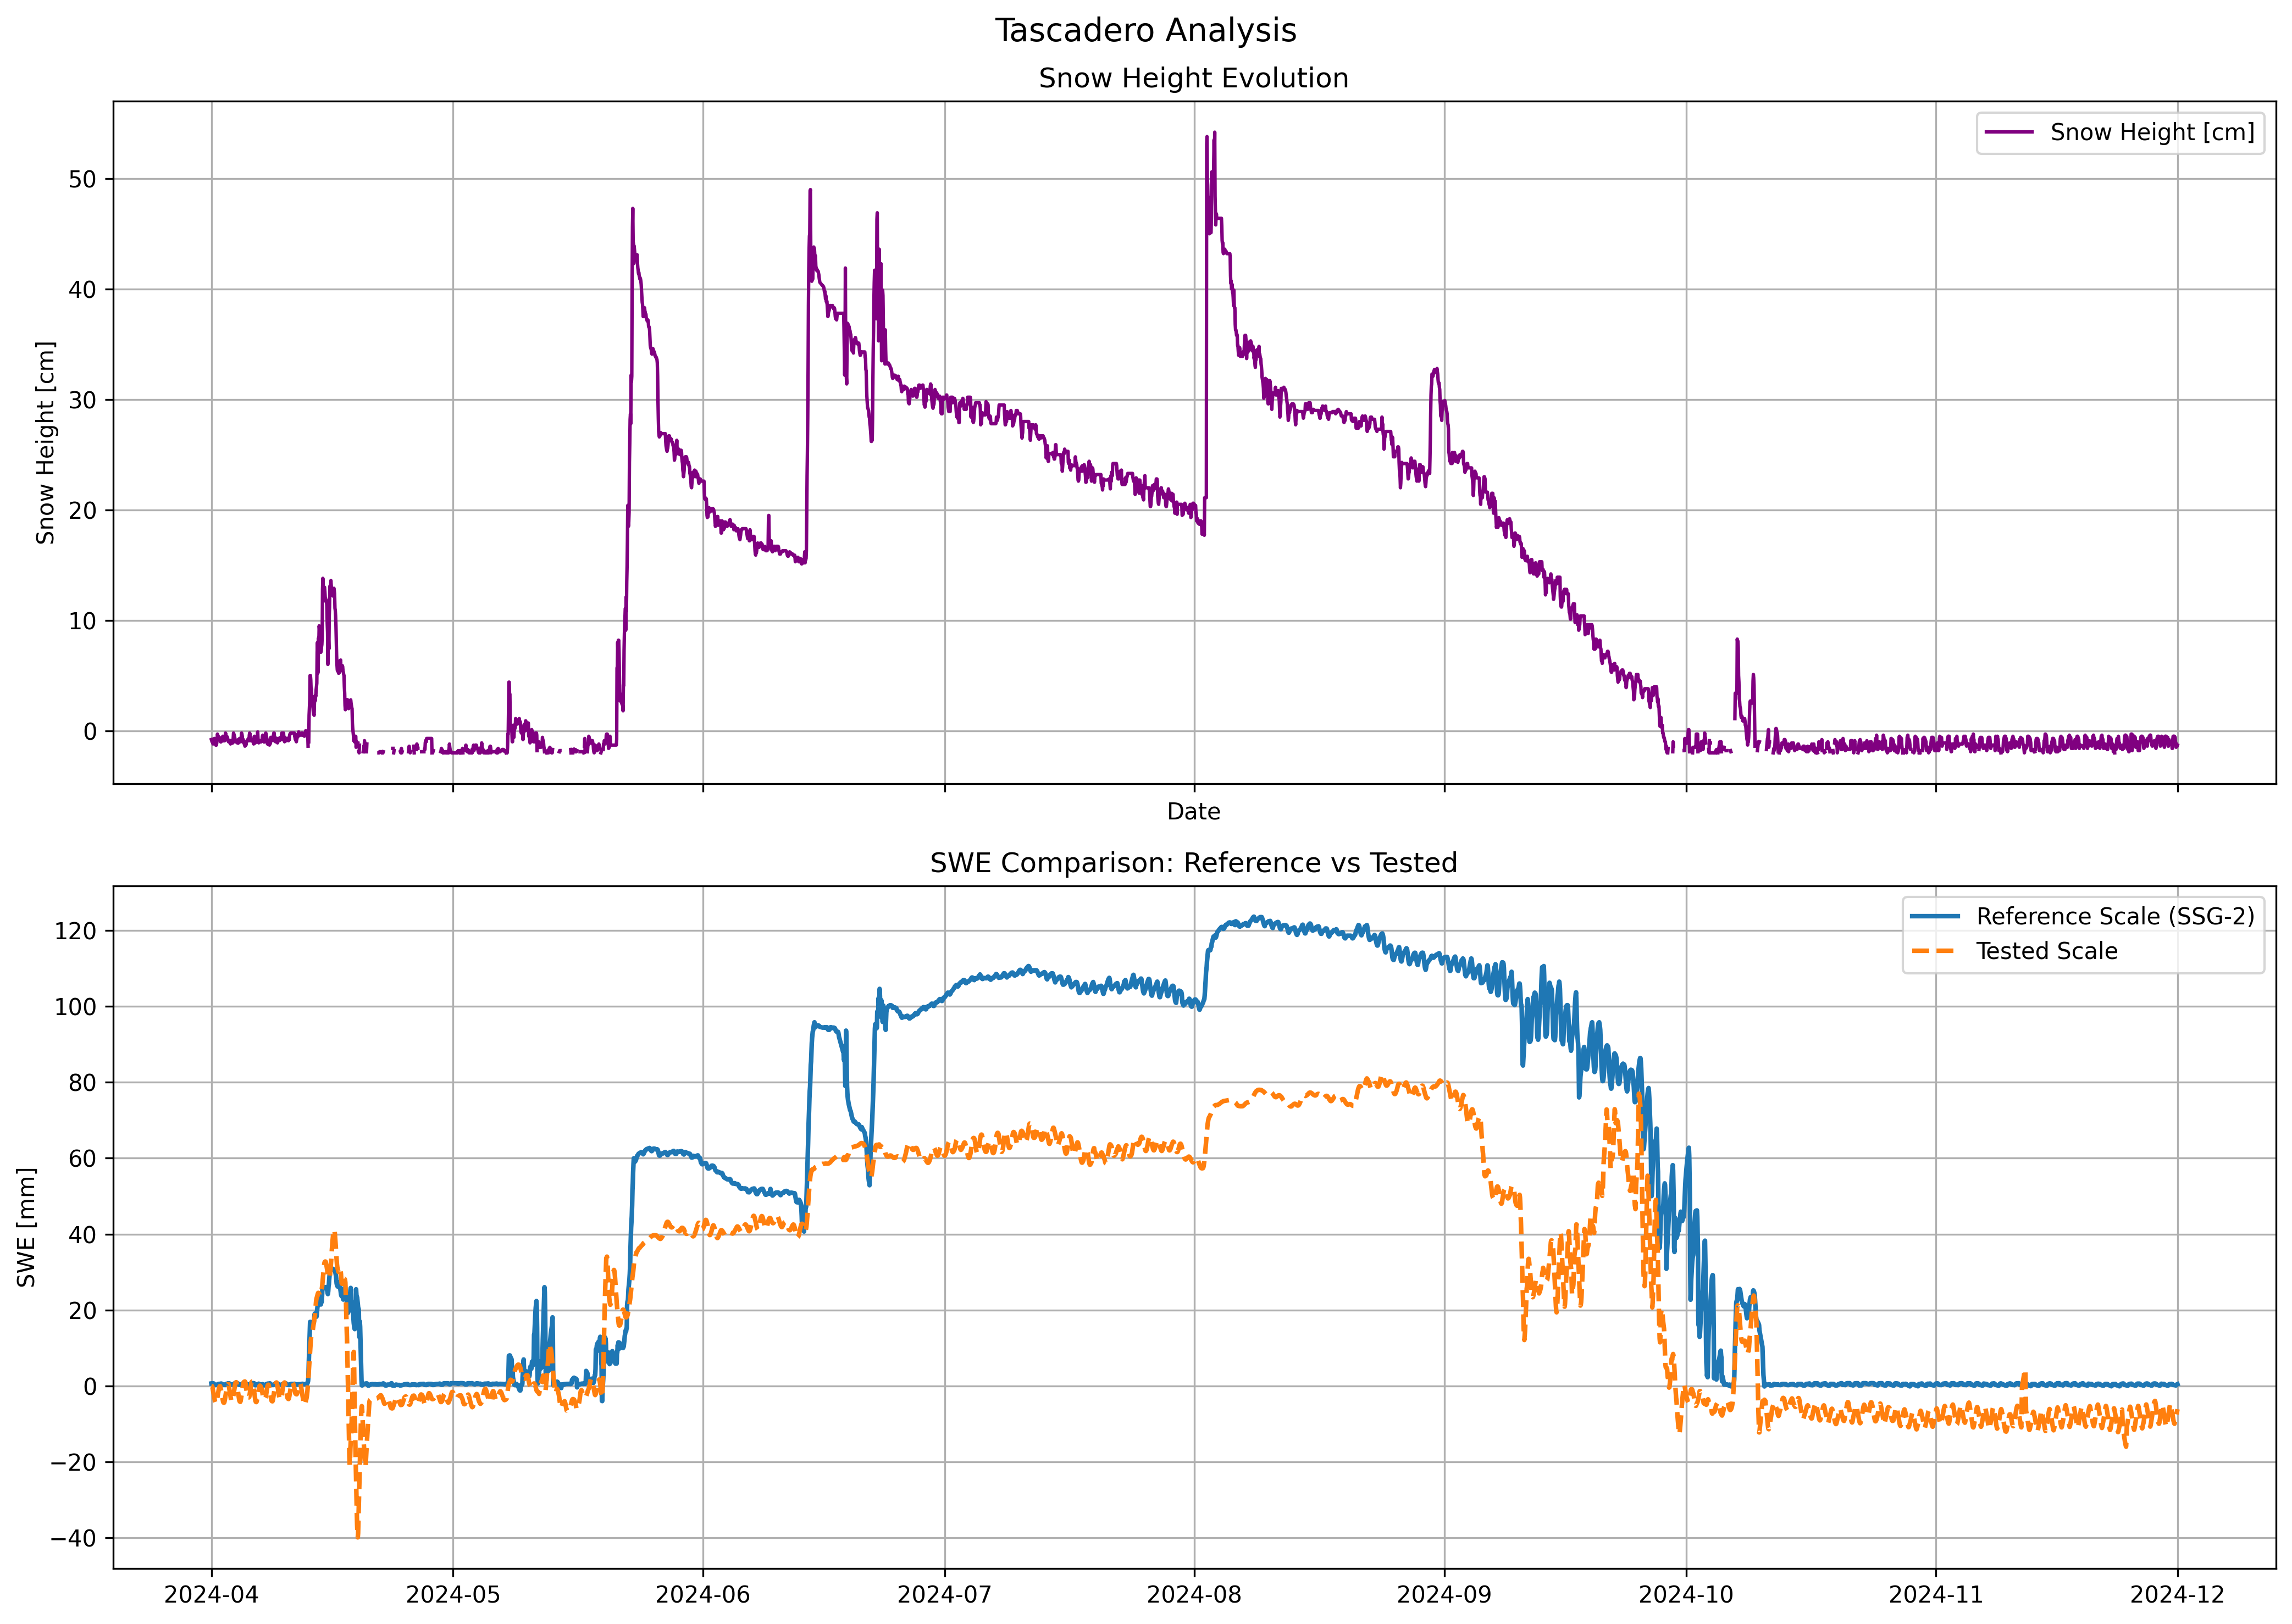 Tascadero Analysis
Snow Height Evolution
Snow Height [cm]
50
40
30
20
10
0
Snow Height [cm]
Date
SWE Comparison: Reference vs Tested
Reference Scale (SSG-2)
Tested Scale
120
100
80
60
40
20
0
−20
−40
SWE [mm]
2024-04 2024-05 2024-06 2024-07 2024-08 2024-09 2024-10 2024-11 2024-12